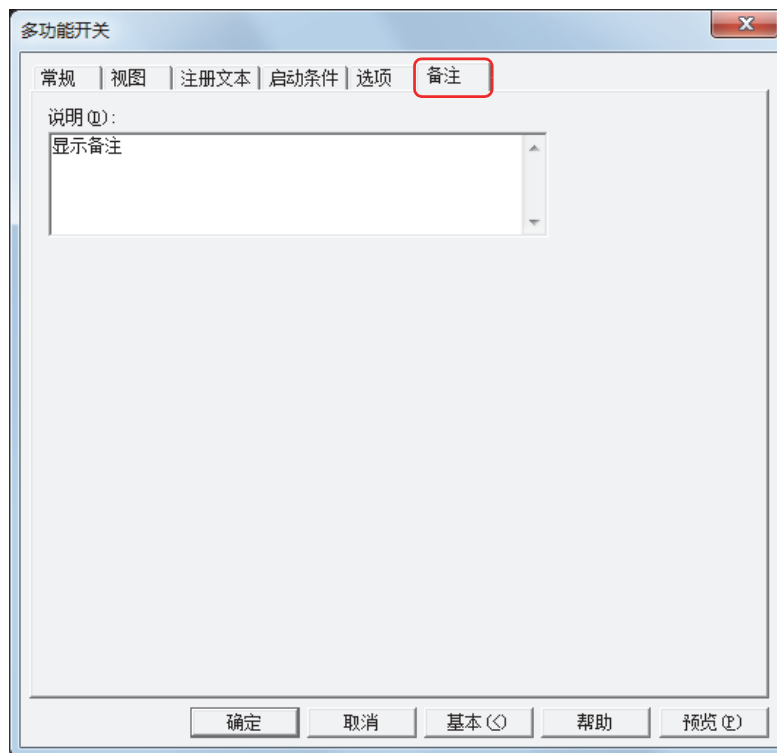 多功能开关
常规 视图 注册文本 启动条件 选项 备注
说明(D):
显示备注
确定 取消 基本(<) 帮助 预览(P)